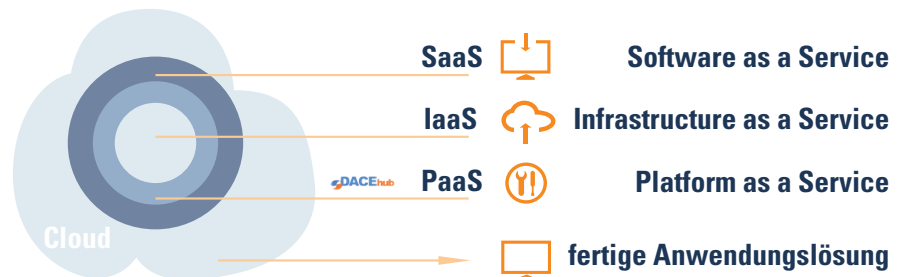 SaaS Software as a Service
IaaS Infrastructure as a Service
DACEhub PaaS Platform as a Service
Cloud
fertige Anwendungslösung